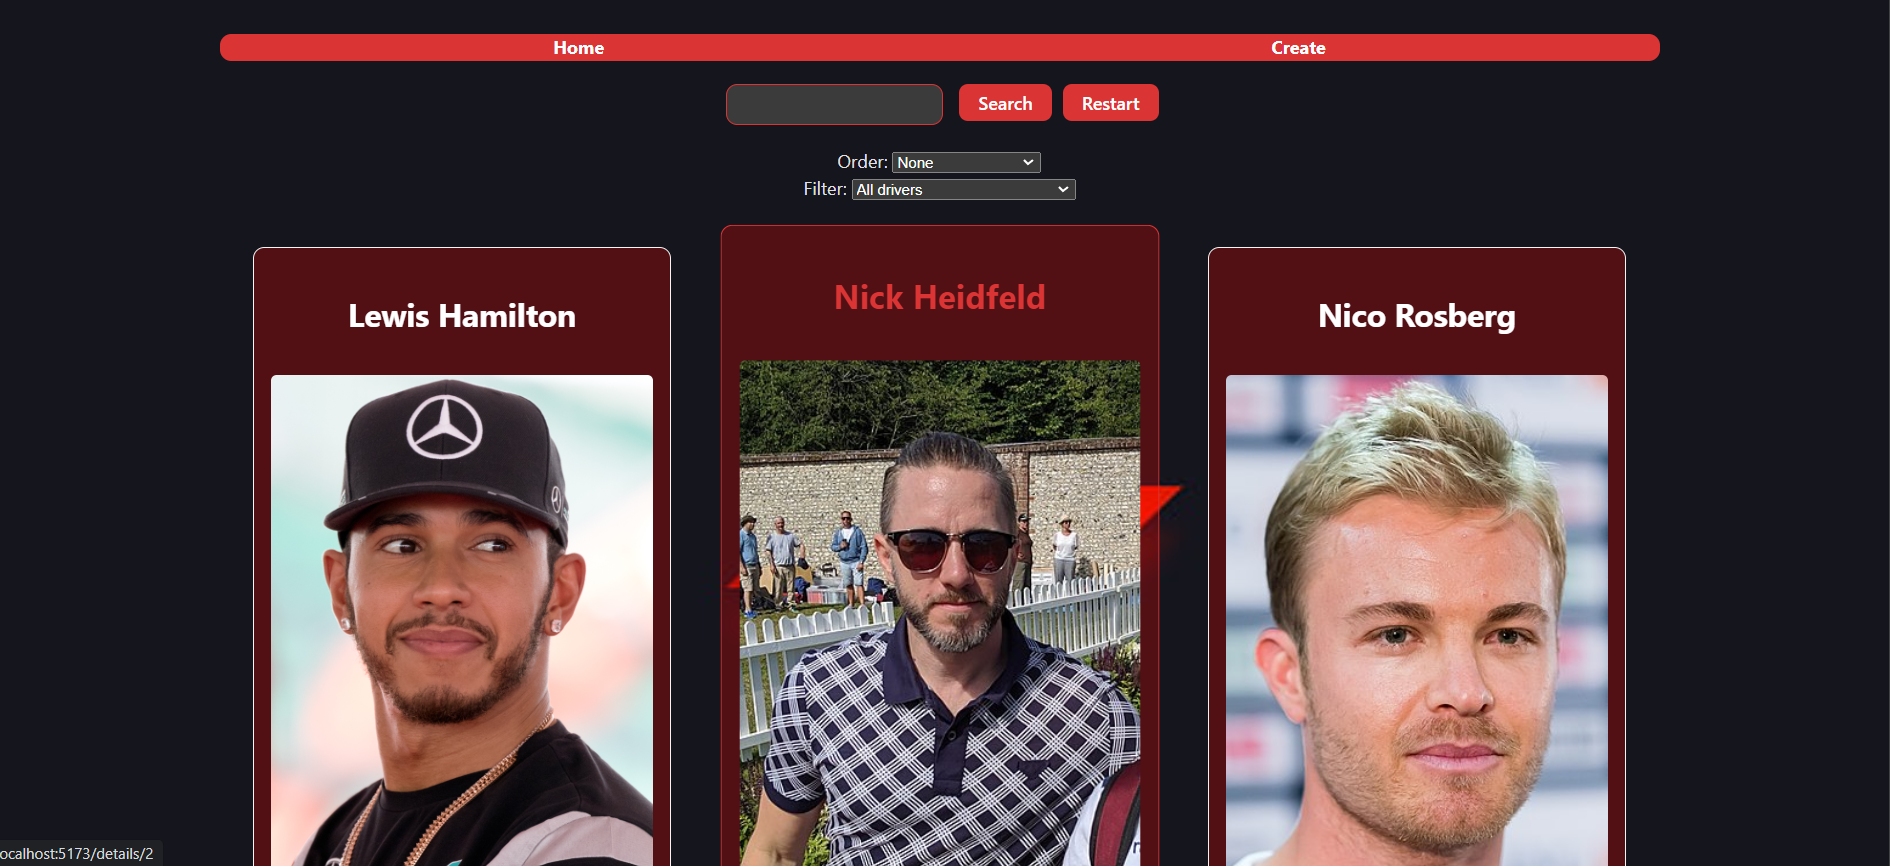 Home Create
Search Restart
Order: None
Filter: All drivers
Lewis Hamilton
Nick Heidfeld
Nico Rosberg
ocalhost:5173/details/2